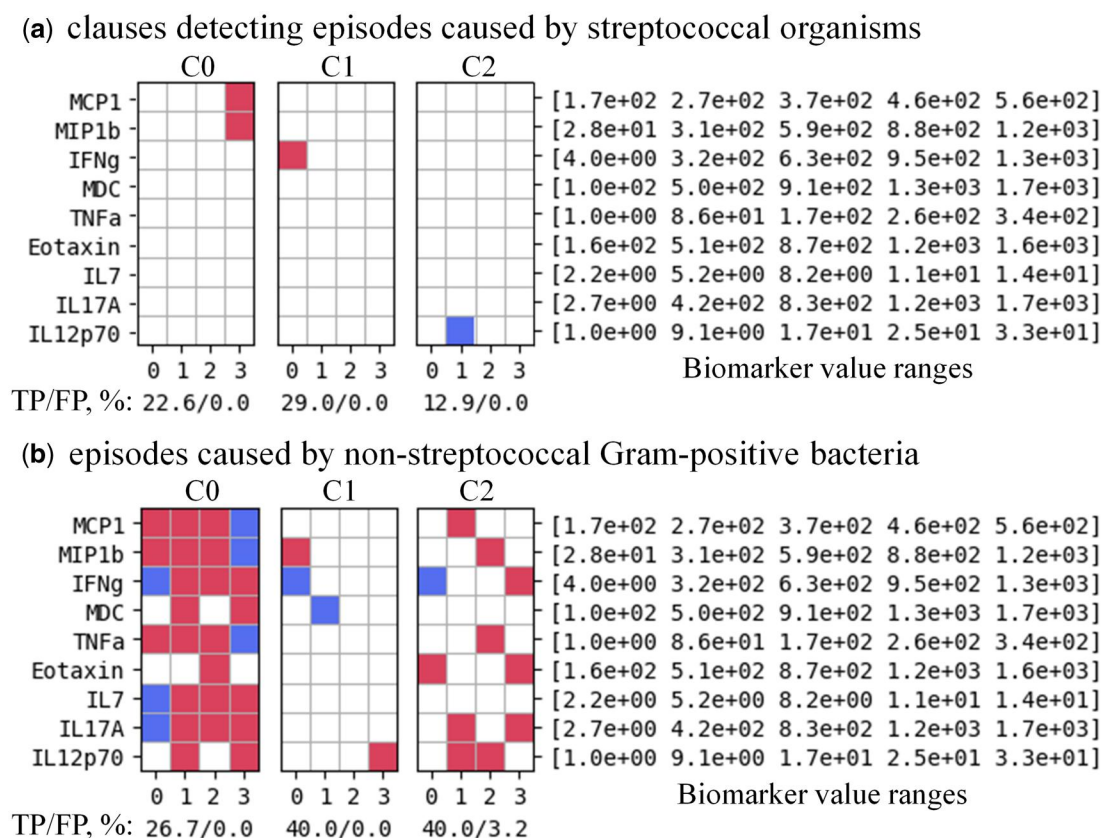 (a) clauses detecting episodes caused by streptococcal organisms
C0 C1 C2
MCP1 [1.7e+02 2.7e+02 3.7e+02 4.6e+02 5.6e+02]
MIP1b [2.8e+01 3.1e+02 5.9e+02 8.8e+02 1.2e+03]
IFNg [4.0e+00 3.2e+02 6.3e+02 9.5e+02 1.3e+03]
MDC [1.0e+02 5.0e+02 9.1e+02 1.3e+03 1.7e+03]
TNFa [1.0e+00 8.6e+01 1.7e+02 2.6e+02 3.4e+02]
Eotaxin [1.6e+02 5.1e+02 8.7e+02 1.2e+03 1.6e+03]
IL7 [2.2e+00 5.2e+00 8.2e+00 1.1e+01 1.4e+01]
IL17A [2.7e+00 4.2e+02 8.3e+02 1.2e+03 1.7e+03]
IL12p70 [1.0e+00 9.1e+00 1.7e+01 2.5e+01 3.3e+01]
0 1 2 3 0 1 2 3 0 1 2 3 Biomarker value ranges
TP/FP, %: 22.6/0.0 29.0/0.0 12.9/0.0
(b) episodes caused by non-streptococcal Gram-positive bacteria
C0 C1 C2
MCP1 [1.7e+02 2.7e+02 3.7e+02 4.6e+02 5.6e+02]
MIP1b [2.8e+01 3.1e+02 5.9e+02 8.8e+02 1.2e+03]
IFNg [4.0e+00 3.2e+02 6.3e+02 9.5e+02 1.3e+03]
MDC [1.0e+02 5.0e+02 9.1e+02 1.3e+03 1.7e+03]
TNFa [1.0e+00 8.6e+01 1.7e+02 2.6e+02 3.4e+02]
Eotaxin [1.6e+02 5.1e+02 8.7e+02 1.2e+03 1.6e+03]
IL7 [2.2e+00 5.2e+00 8.2e+00 1.1e+01 1.4e+01]
IL17A [2.7e+00 4.2e+02 8.3e+02 1.2e+03 1.7e+03]
IL12p70 [1.0e+00 9.1e+00 1.7e+01 2.5e+01 3.3e+01]
0 1 2 3 0 1 2 3 0 1 2 3 Biomarker value ranges
TP/FP, %: 26.7/0.0 40.0/0.0 40.0/3.2